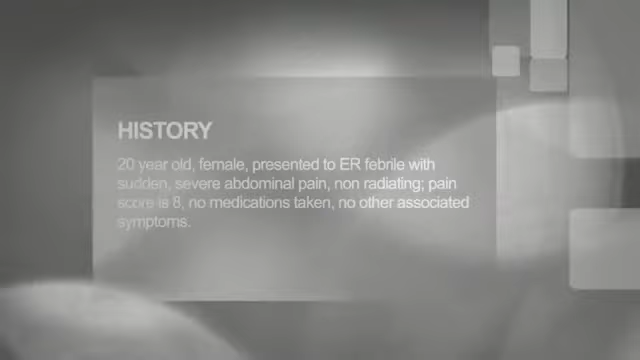 HISTORY
20 year old, female, presented to ER febrile with
sudden, severe abdominal pain, non radiating; pain
score is 8, no medications taken, no other associated
symptoms.